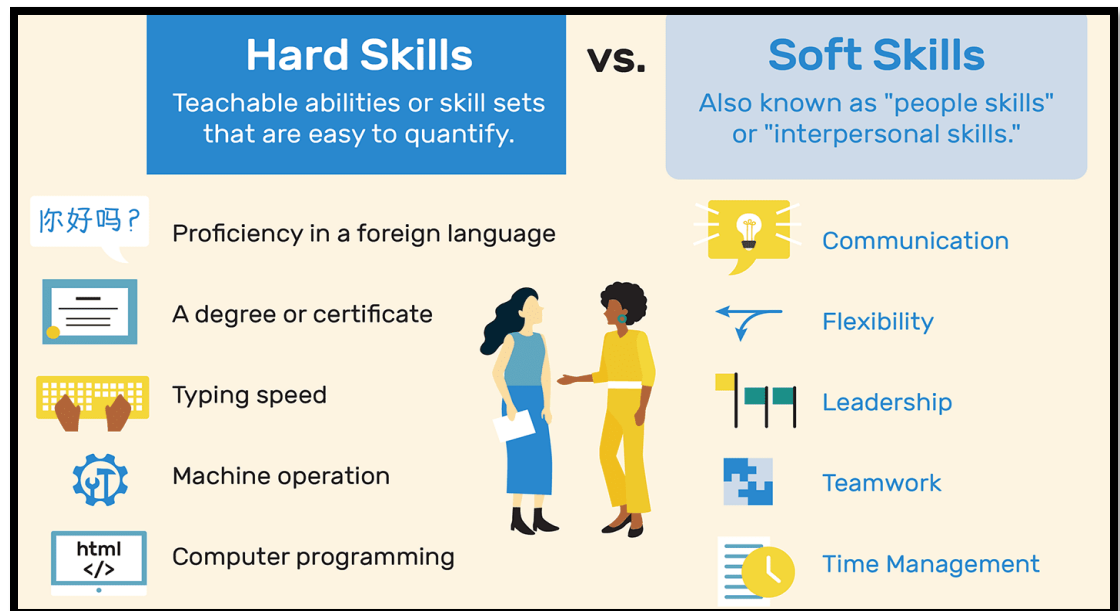 Hard Skills
Teachable abilities or skill sets
that are easy to quantify.
vs.
Soft Skills
Also known as "people skills"
or "interpersonal skills."
你好吗?
Proficiency in a foreign language
A degree or certificate
Typing speed
Machine operation
html
</>
Computer programming
Communication
Flexibility
Leadership
Teamwork
Time Management